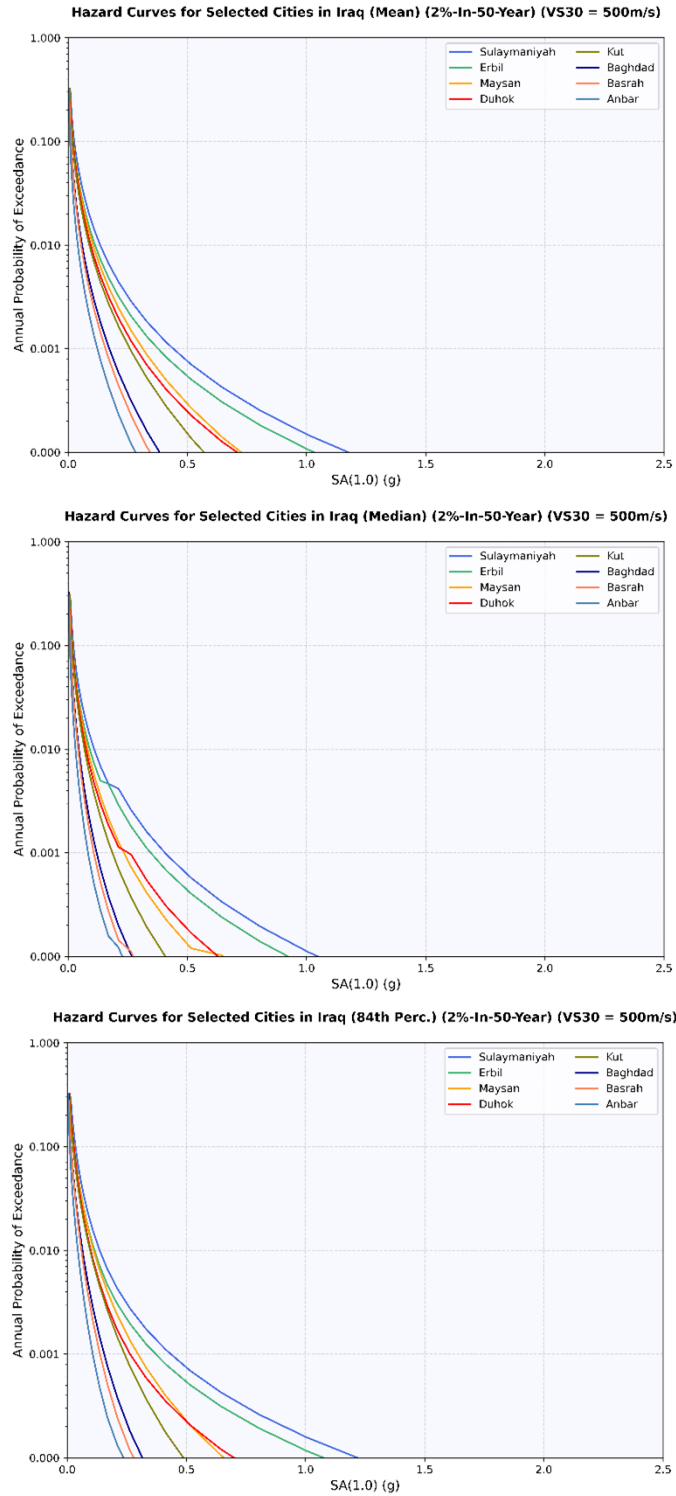 Hazard Curves for Selected Cities in Iraq (Mean) (2%-In-50-Year) (VS30 = 500m/s)
Sulaymaniyah
Erbil
Maysan
Duhok
Kut
Baghdad
Basrah
Anbar
Annual Probability of Exceedance
1.000
0.100
0.010
0.001
0.000
0.0
0.5
1.0
1.5
2.0
2.5
SA(1.0) {g}
Hazard Curves for Selected Cities in Iraq (Median) (2%-In-50-Year) (VS30 = 500m/s)
Sulaymaniyah
Erbil
Maysan
Duhok
Kut
Baghdad
Basrah
Anbar
Annual Probability of Exceedance
1.000
0.100
0.010
0.001
0.000
0.0
0.5
1.0
1.5
2.0
2.5
SA(1.0) {g}
Hazard Curves for Selected Cities in Iraq (84th Perc.) (2%-In-50-Year) (VS30 = 500m/s)
Sulaymaniyah
Erbil
Maysan
Duhok
Kut
Baghdad
Basrah
Anbar
Annual Probability of Exceedance
1.000
0.100
0.010
0.001
0.000
0.0
0.5
1.0
1.5
2.0
2.5
SA(1.0) {g}